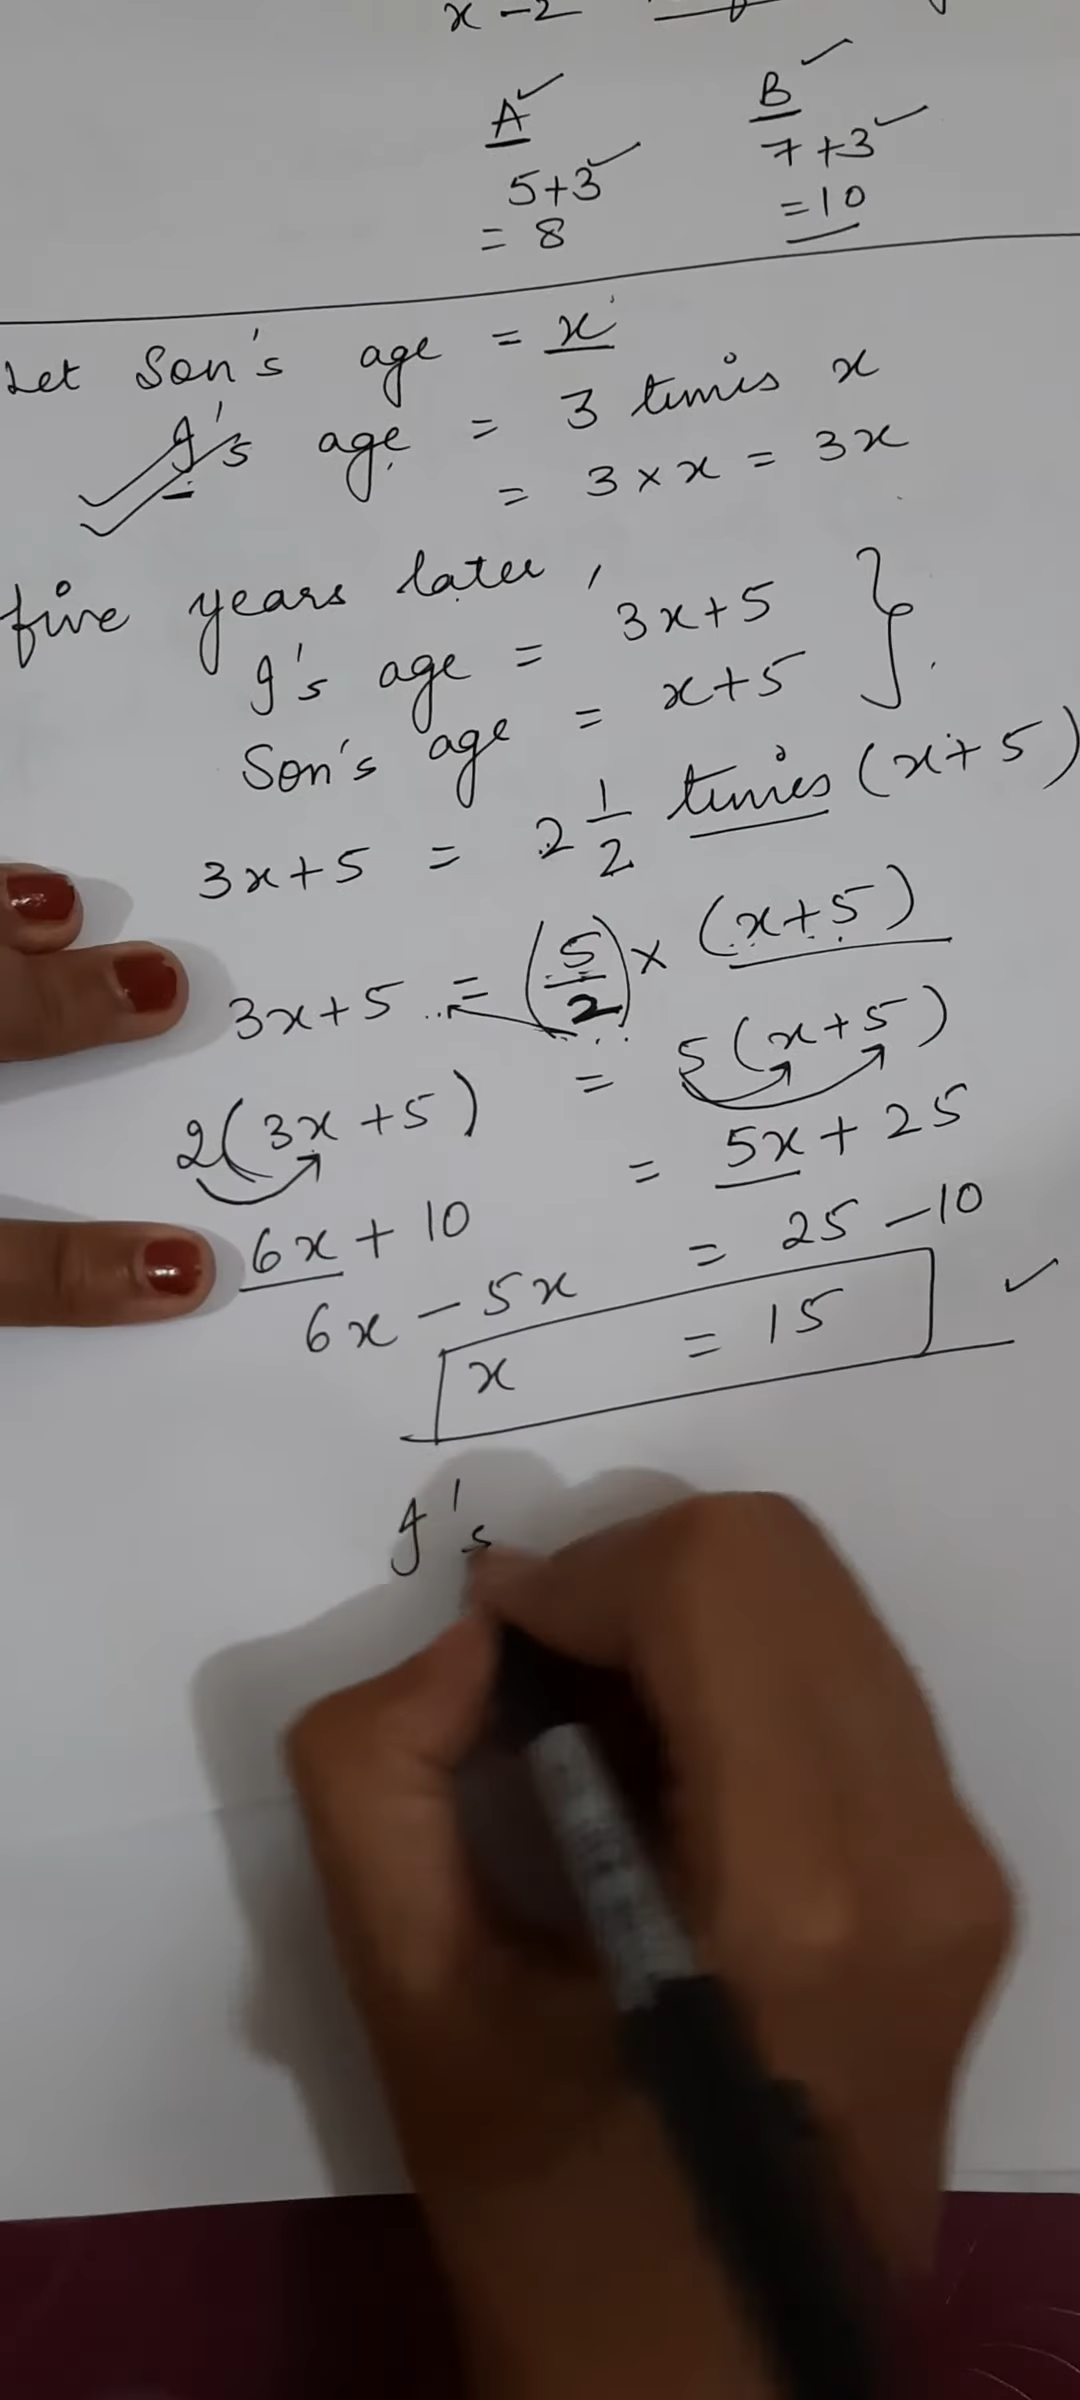 x - 2
A
5+3
= 8
B
7+3
=10
Let Son's age = x
f's age = 3 times x
= 3 × x = 3x
five years later,
f's age = 3x+5
Son's age = x+5
3x+5 = 2 1/2 times (x+5)
3x+5 = (5/2) × (x+5)
2(3x+5) = 5(x+5)
6x + 10 = 5x + 25
6x - 5x = 25 - 10
x = 15
f's